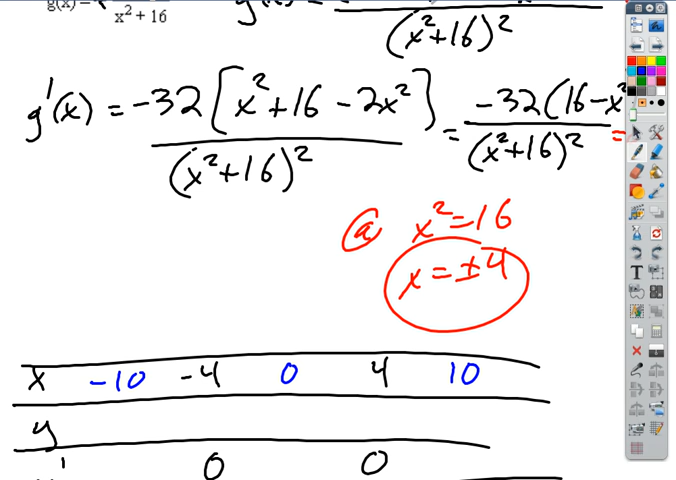 g(x) =
x² + 16
(x²+16)²
g'(x) = -32[x²+16-2x²] = -32(16-x²
(x²+16)² (x²+16)² =
@ x²=16
x=±4
x -10 -4 0 4 10
y
0 0
T